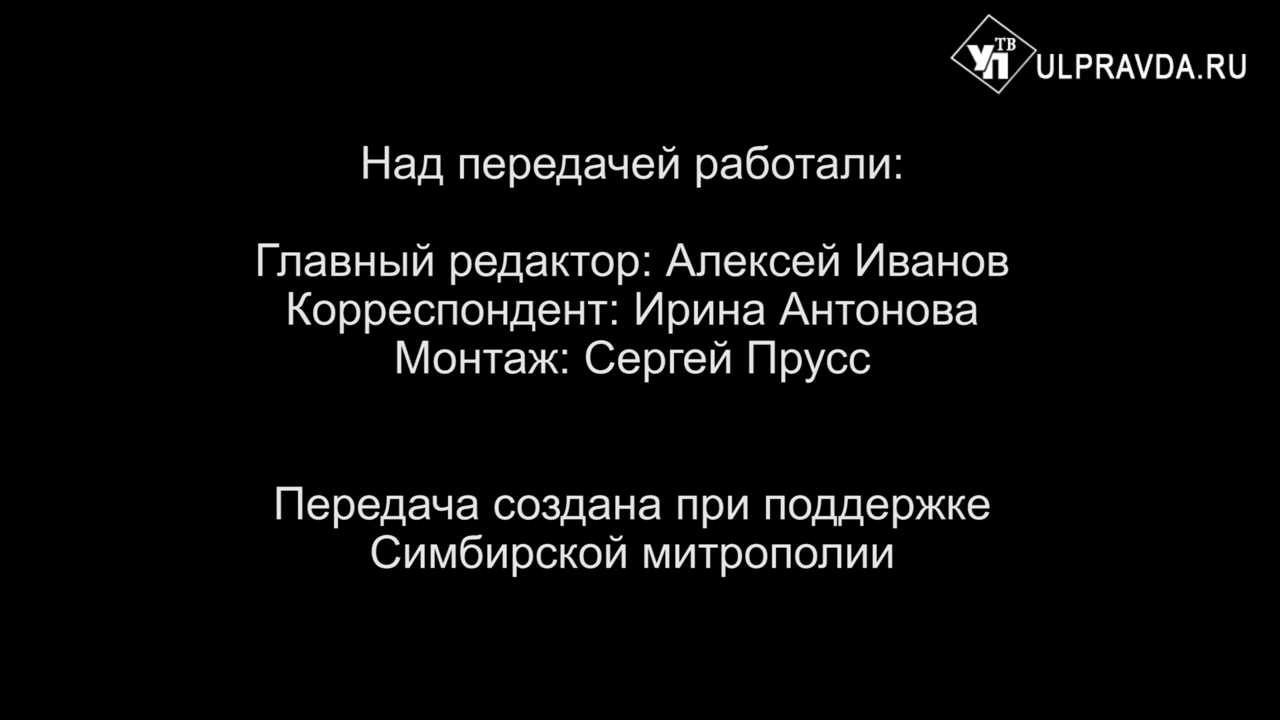 УП ТВ ULPRAVDA.RU
Над передачей работали:
Главный редактор: Алексей Иванов
Корреспондент: Ирина Антонова
Монтаж: Сергей Прусс
Передача создана при поддержке
Симбирской митрополии